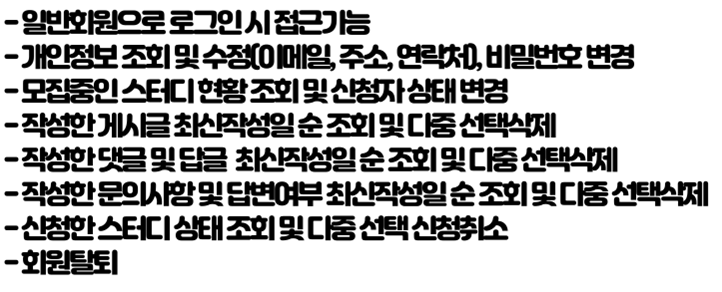 - 일반회원으로 로그인 시 접근가능
- 개인정보 조회 및 수정(이메일, 주소, 연락처), 비밀번호 변경
- 모집중인 스터디 현황 조회 및 신청자 상태 변경
- 작성한 게시글 최신작성일 순 조회 및 다중 선택삭제
- 작성한 댓글 및 답글 최신작성일 순 조회 및 다중 선택삭제
- 작성한 문의사항 및 답변여부 최신작성일 순 조회 및 다중 선택삭제
- 신청한 스터디 상태 조회 및 다중 선택 신청취소
- 회원탈퇴